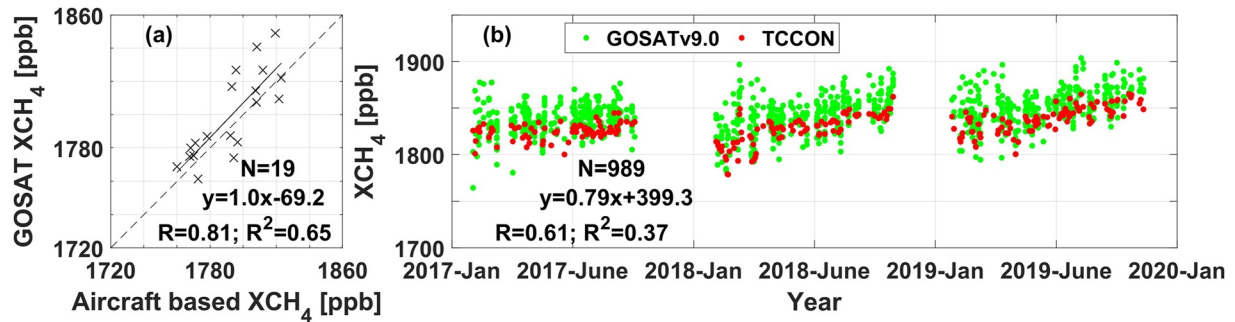 (a)
GOSAT XCH4 [ppb]
1860
1780
1720
N=19
y=1.0x-69.2
R=0.81; R2=0.65
1720 1780 1860
Aircraft based XCH4 [ppb]
(b)
GOSATv9.0 TCCON
XCH4 [ppb]
1900
1800
1700
N=989
y=0.79x+399.3
R=0.61; R2=0.37
2017-Jan 2017-June 2018-Jan 2018-June 2019-Jan 2019-June 2020-Jan
Year